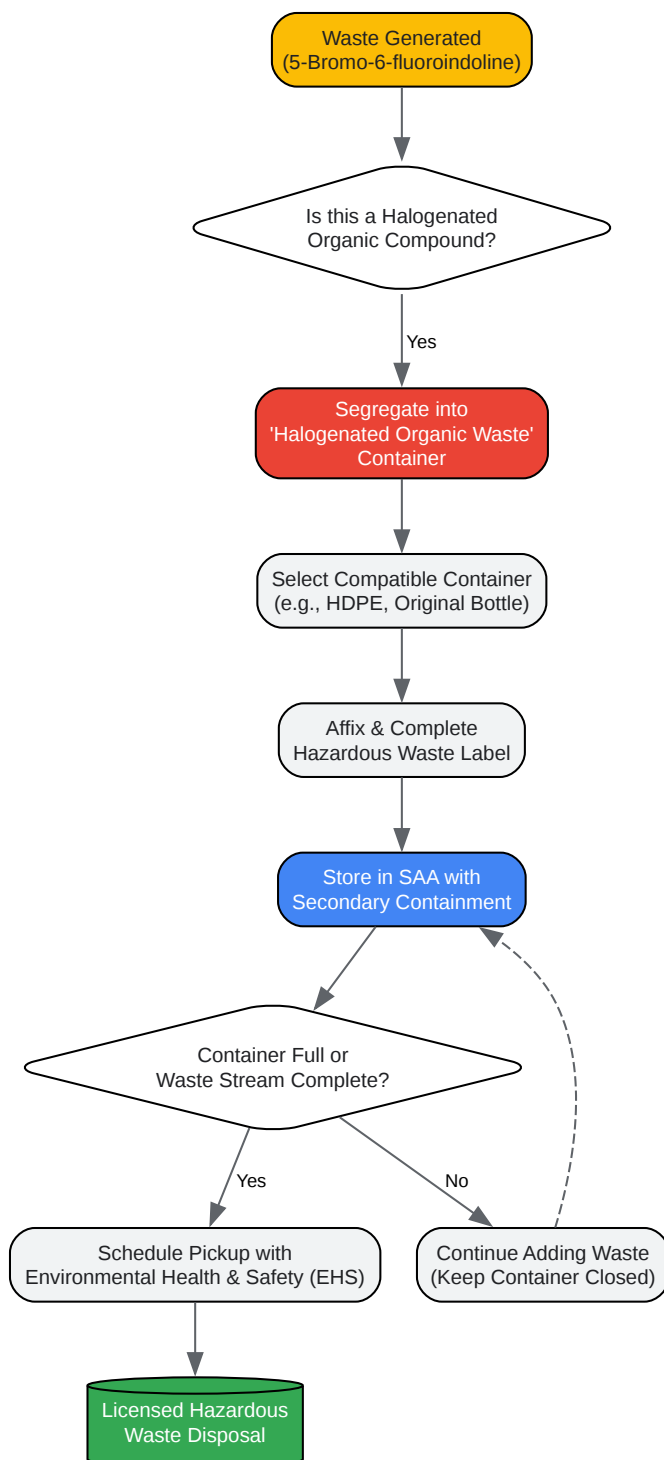 Waste Generated
(5-Bromo-6-fluoroindoline)
Is this a Halogenated
Organic Compound?
Yes
Segregate into
'Halogenated Organic Waste'
Container
Select Compatible Container
(e.g., HDPE, Original Bottle)
Affix & Complete
Hazardous Waste Label
Store in SAA with
Secondary Containment
Container Full or
Waste Stream Complete?
Yes
No
Schedule Pickup with
Environmental Health & Safety (EHS)
Continue Adding Waste
(Keep Container Closed)
Licensed Hazardous
Waste Disposal